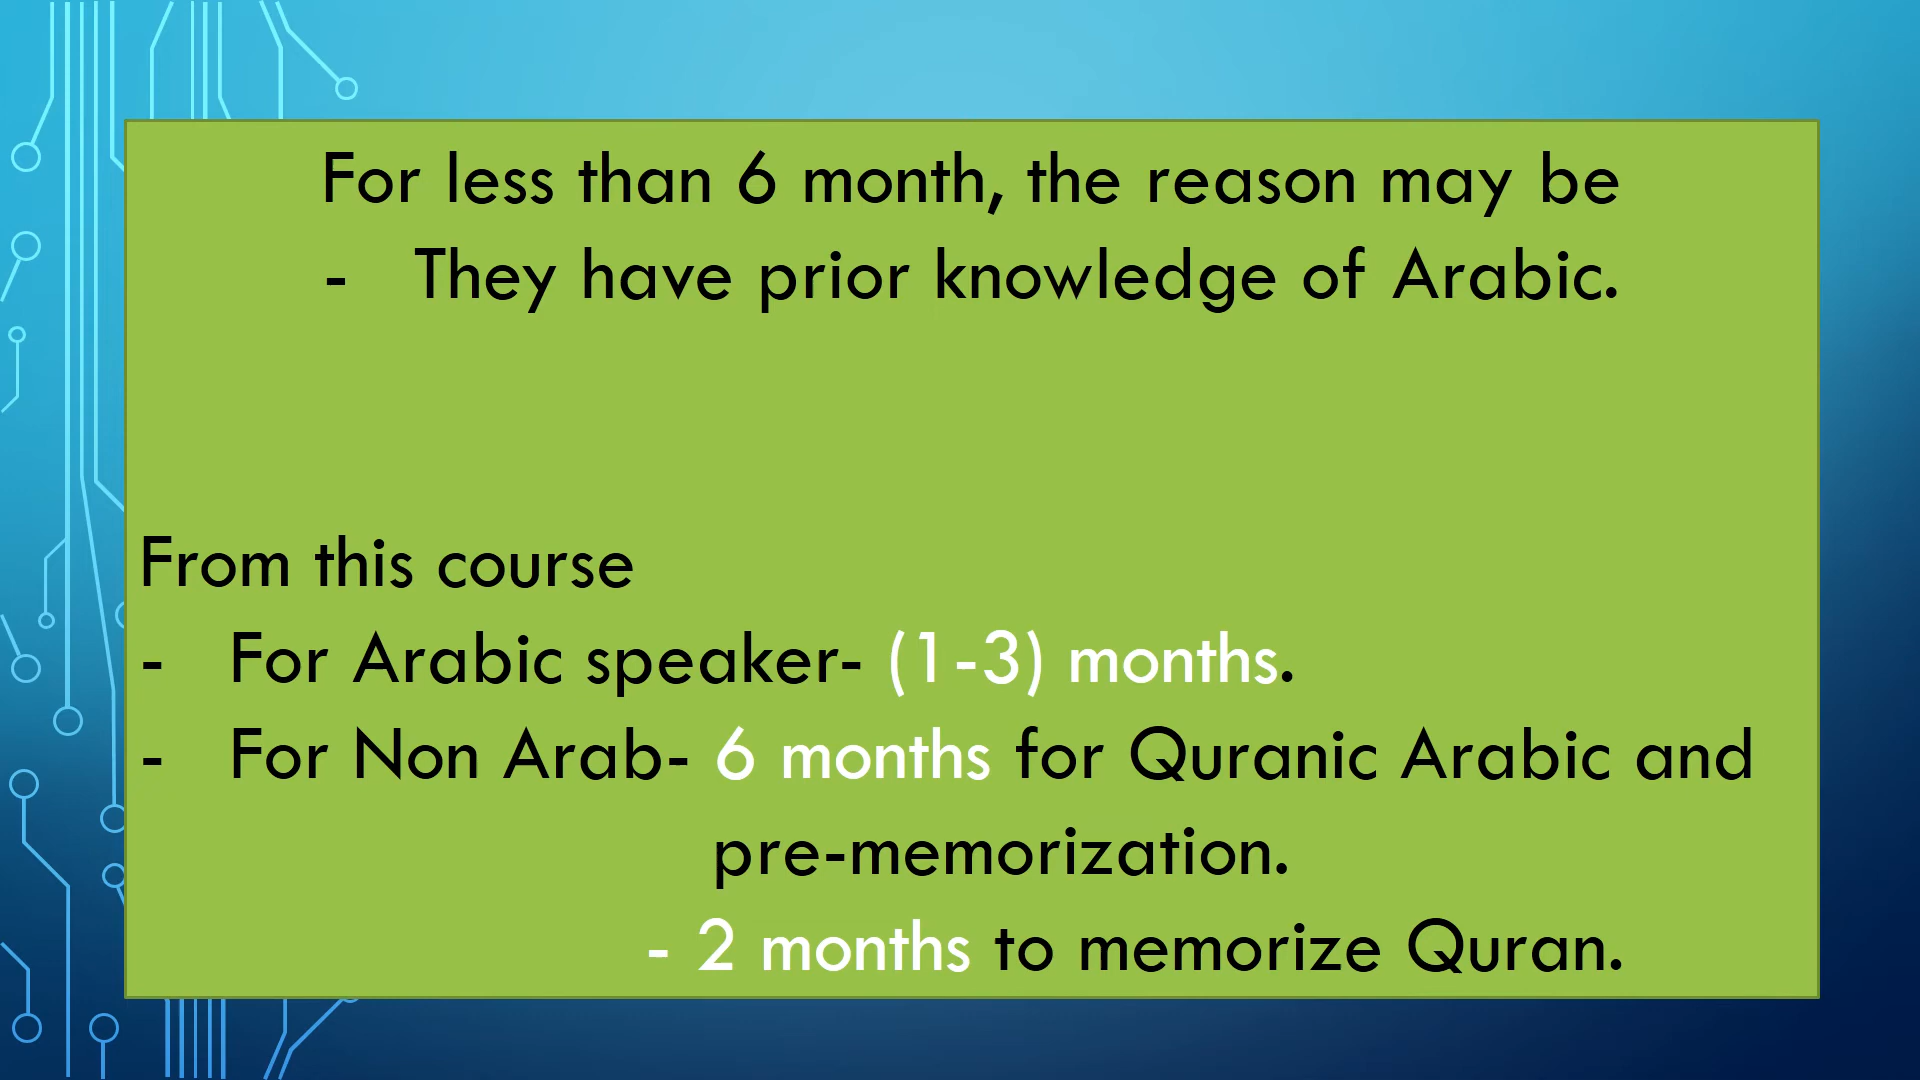 For less than 6 month, the reason may be
- They have prior knowledge of Arabic.
From this course
- For Arabic speaker- (1-3) months.
- For Non Arab- 6 months for Quranic Arabic and
pre-memorization.
- 2 months to memorize Quran.